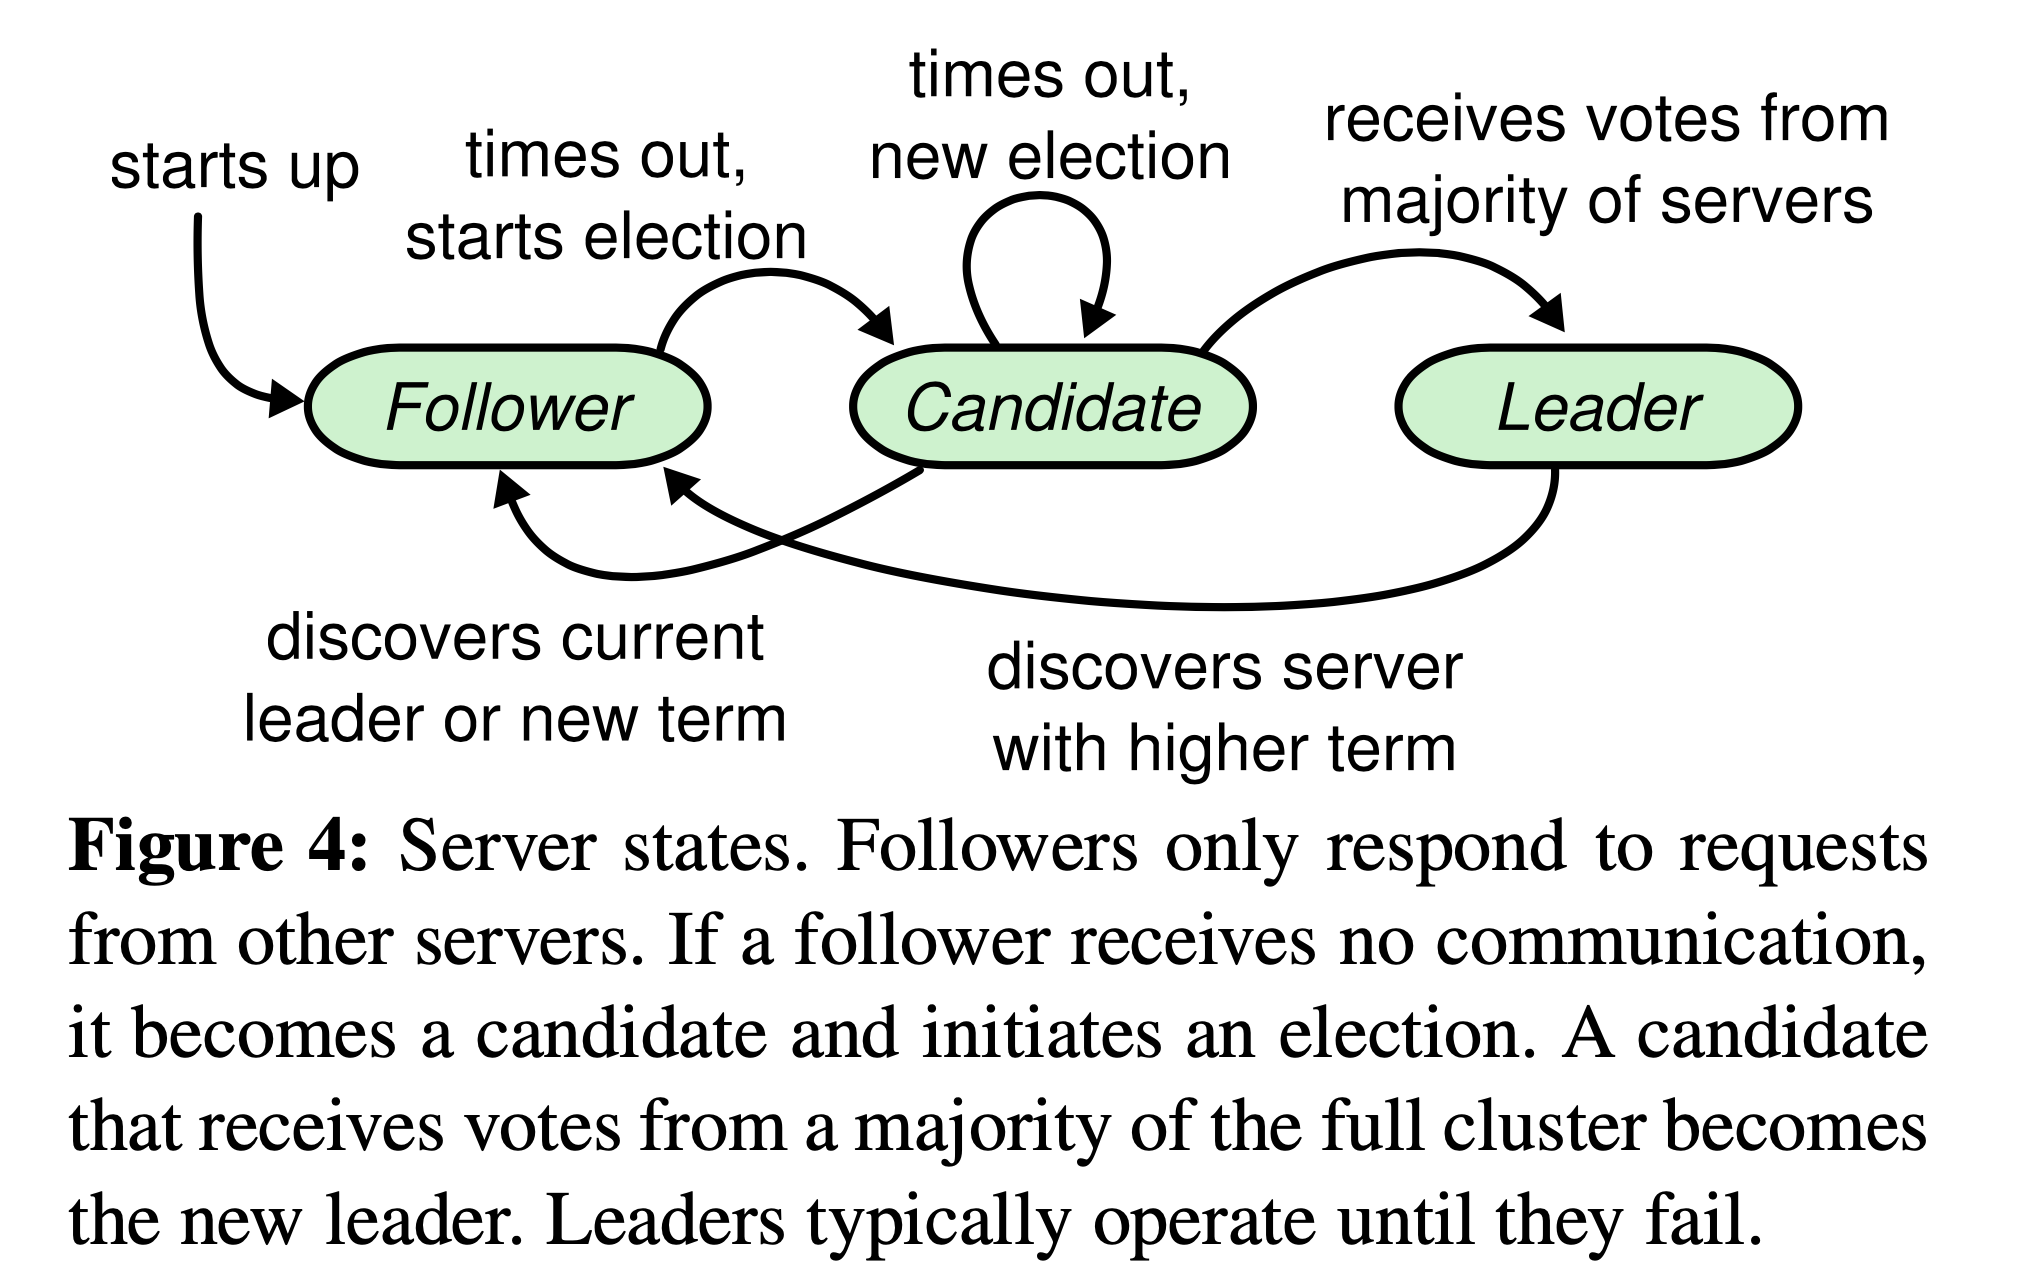 times out,
new election
receives votes from
majority of servers
starts up
times out,
starts election
Follower
Candidate
Leader
discovers current
leader or new term
discovers server
with higher term
Figure 4: Server states. Followers only respond to requests
from other servers. If a follower receives no communication,
it becomes a candidate and initiates an election. A candidate
that receives votes from a majority of the full cluster becomes
the new leader. Leaders typically operate until they fail.